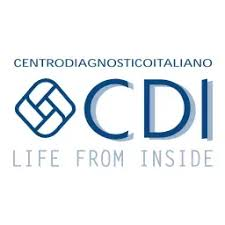 CENTRODIAGNOSTICOITALIANO
CDI
LIFE FROM INSIDE